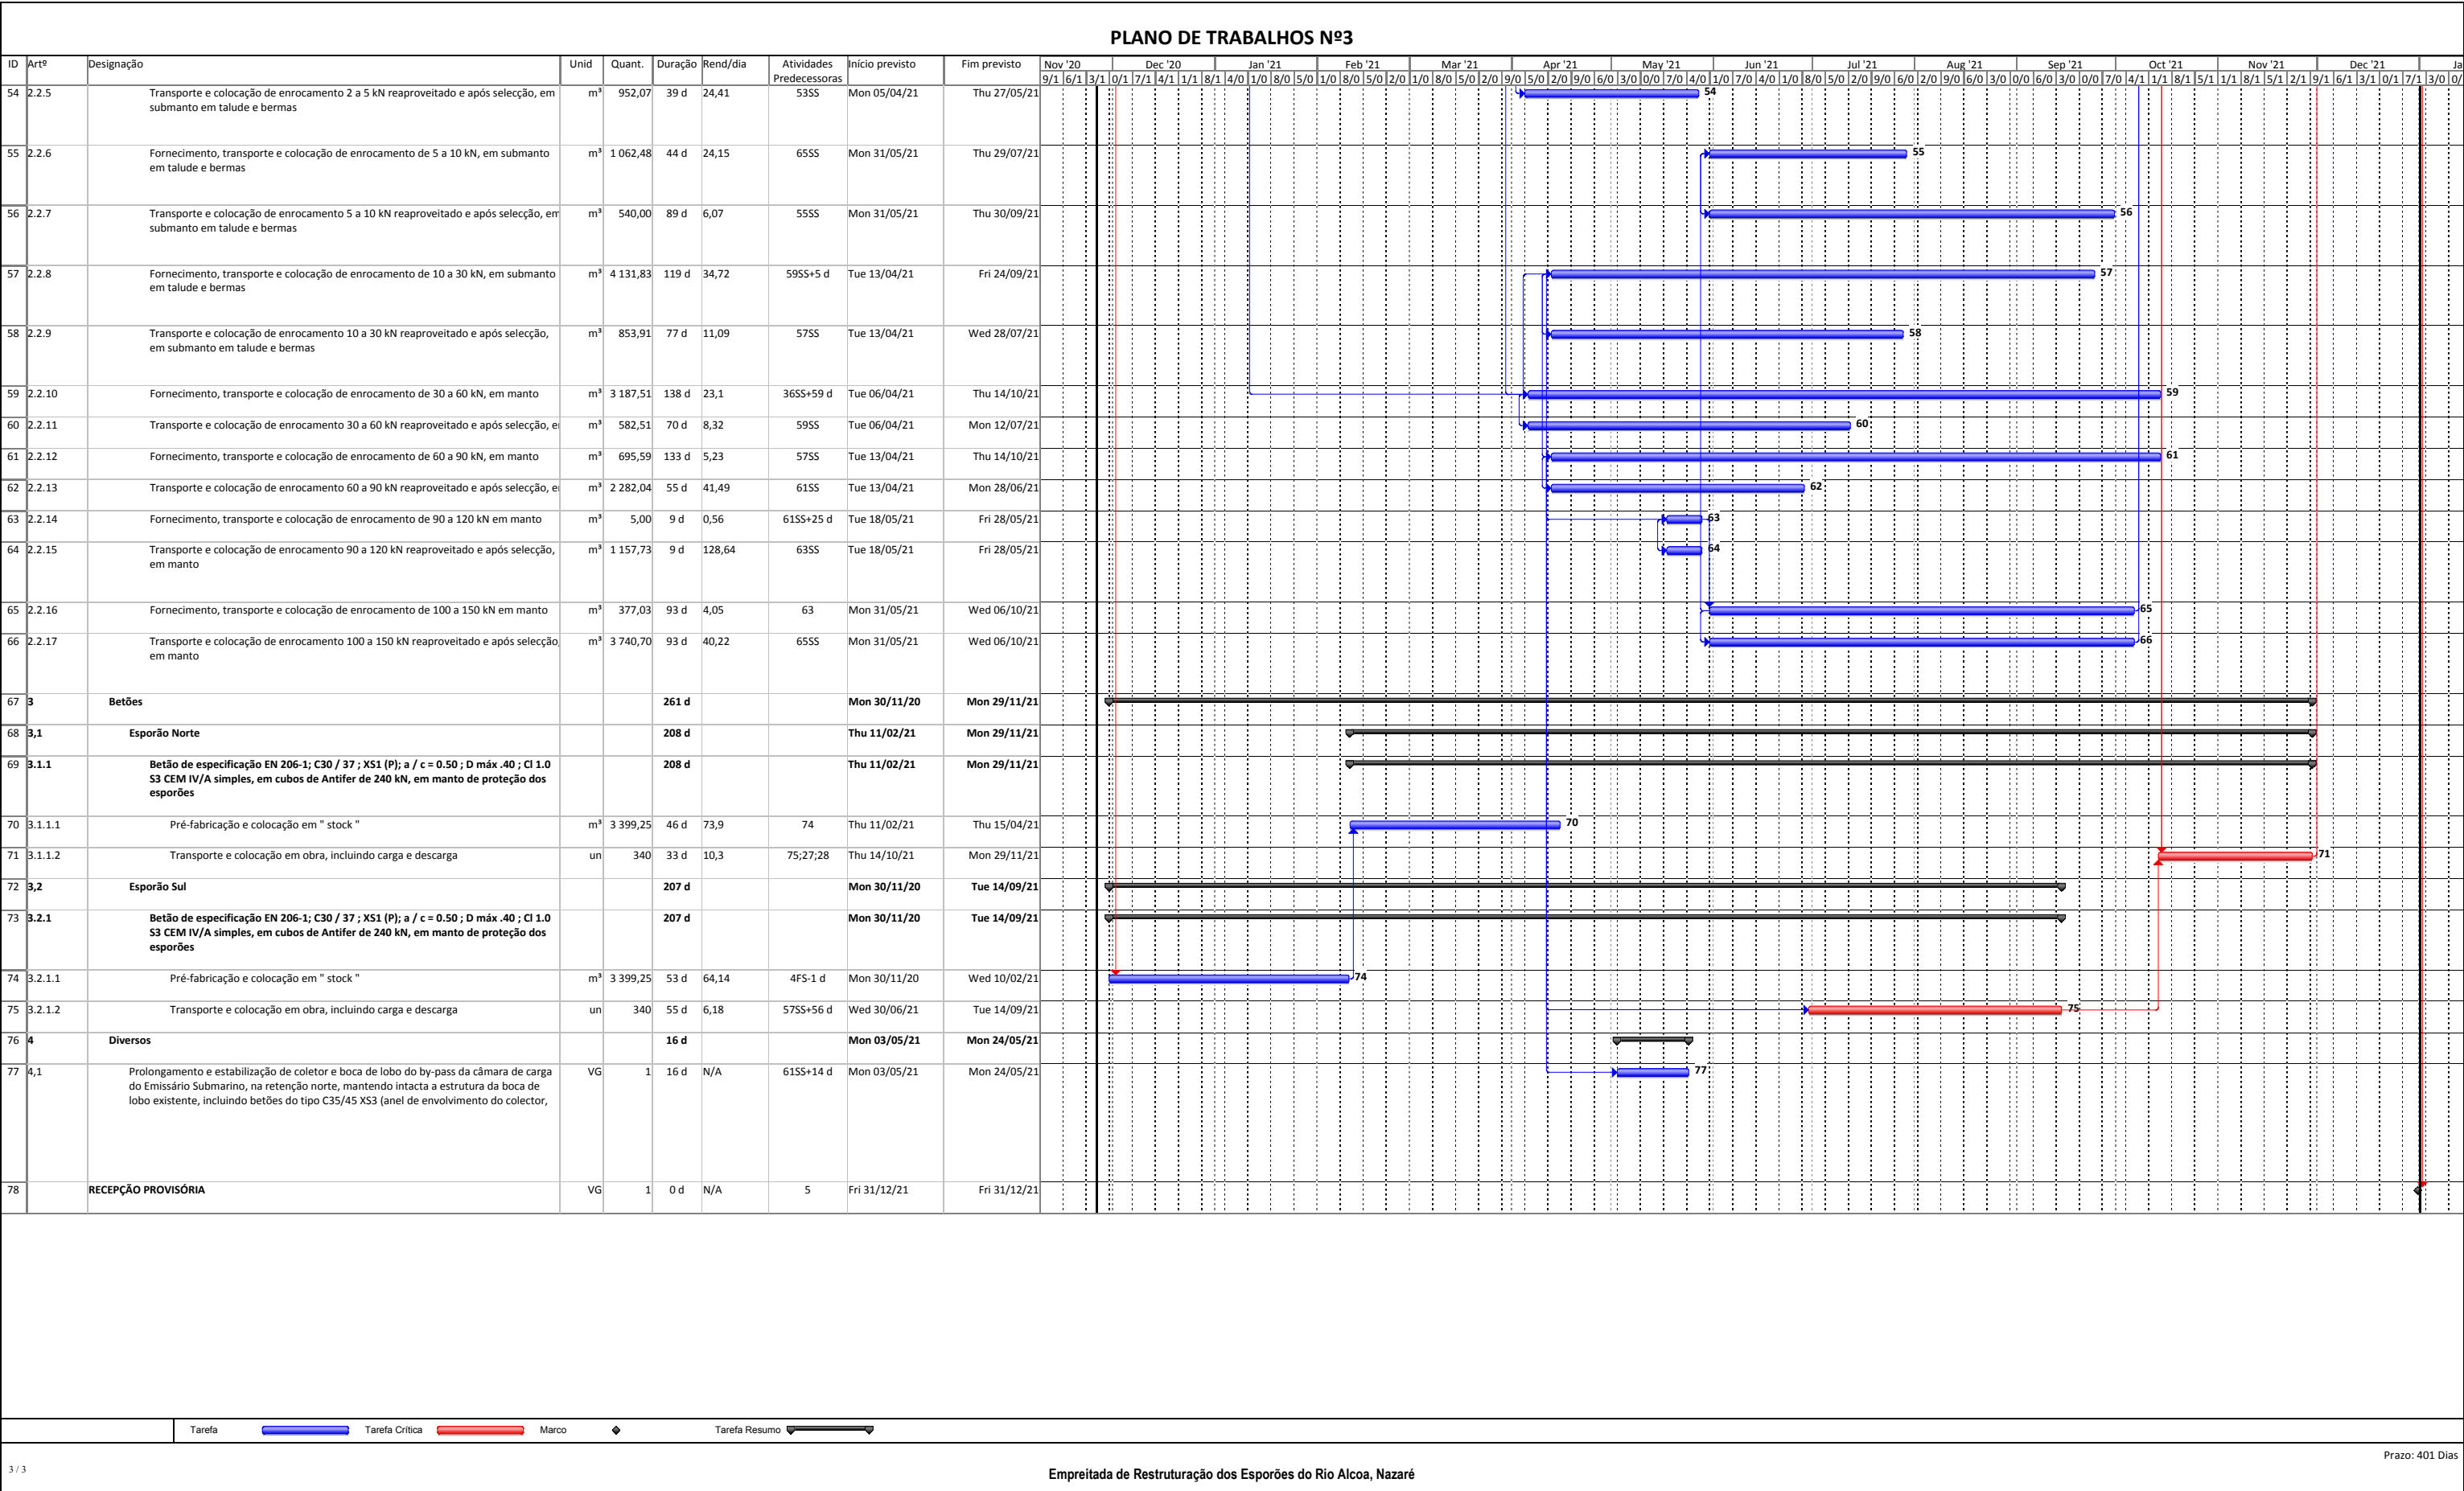 PLANO DE TRABALHOS Nº3
ID Artº Designação Unid Quant. Duração Rend/dia Atividades Predecessoras Início previsto Fim previsto
Nov '20 Dec '20 Jan '21 Feb '21 Mar '21 Apr '21 May '21 Jun '21 Jul '21 Aug '21 Sep '21 Oct '21 Nov '21 Dec '21 Ja
54 2.2.5 Transporte e colocação de enrocamento 2 a 5 kN reaproveitado e após selecção, em m³ 952,07 39 d 24,41 53SS Mon 05/04/21 Thu 27/05/21 54
submanto em talude e bermas
55 2.2.6 Fornecimento, transporte e colocação de enrocamento de 5 a 10 kN, em submanto m³ 1 062,48 44 d 24,15 65SS Mon 31/05/21 Thu 29/07/21 55
em talude e bermas
56 2.2.7 Transporte e colocação de enrocamento 5 a 10 kN reaproveitado e após selecção, em m³ 540,00 89 d 6,07 55SS Mon 31/05/21 Thu 30/09/21 56
submanto em talude e bermas
57 2.2.8 Fornecimento, transporte e colocação de enrocamento de 10 a 30 kN, em submanto m³ 4 131,83 119 d 34,72 59SS+5 d Tue 13/04/21 Fri 24/09/21 57
em talude e bermas
58 2.2.9 Transporte e colocação de enrocamento 10 a 30 kN reaproveitado e após selecção, m³ 853,91 77 d 11,09 57SS Tue 13/04/21 Wed 28/07/21 58
em submanto em talude e bermas
59 2.2.10 Fornecimento, transporte e colocação de enrocamento de 30 a 60 kN, em manto m³ 3 187,51 138 d 23,1 36SS+59 d Tue 06/04/21 Thu 14/10/21 59
60 2.2.11 Transporte e colocação de enrocamento 30 a 60 kN reaproveitado e após selecção, e m³ 582,51 70 d 8,32 59SS Tue 06/04/21 Mon 12/07/21 60
61 2.2.12 Fornecimento, transporte e colocação de enrocamento de 60 a 90 kN, em manto m³ 695,59 133 d 5,23 57SS Tue 13/04/21 Thu 14/10/21 61
62 2.2.13 Transporte e colocação de enrocamento 60 a 90 kN reaproveitado e após selecção, e m³ 2 282,04 55 d 41,49 61SS Tue 13/04/21 Mon 28/06/21 62
63 2.2.14 Fornecimento, transporte e colocação de enrocamento de 90 a 120 kN em manto m³ 5,00 9 d 0,56 61SS+25 d Tue 18/05/21 Fri 28/05/21 63
64 2.2.15 Transporte e colocação de enrocamento 90 a 120 kN reaproveitado e após selecção, m³ 1 157,73 9 d 128,64 63SS Tue 18/05/21 Fri 28/05/21 64
em manto
65 2.2.16 Fornecimento, transporte e colocação de enrocamento de 100 a 150 kN em manto m³ 377,03 93 d 4,05 63 Mon 31/05/21 Wed 06/10/21 65
66 2.2.17 Transporte e colocação de enrocamento 100 a 150 kN reaproveitado e após selecção, m³ 3 740,70 93 d 40,22 65SS Mon 31/05/21 Wed 06/10/21 66
em manto
67 3 Betões 261 d Mon 30/11/20 Mon 29/11/21
68 3,1 Esporão Norte 208 d Thu 11/02/21 Mon 29/11/21
69 3.1.1 Betão de especificação EN 206-1; C30 / 37 ; XS1 (P); a / c = 0.50 ; D máx .40 ; Cl 1.0 208 d Thu 11/02/21 Mon 29/11/21
S3 CEM IV/A simples, em cubos de Antifer de 240 kN, em manto de proteção dos
esporões
70 3.1.1.1 Pré-fabricação e colocação em " stock " m³ 3 399,25 46 d 73,9 74 Thu 11/02/21 Thu 15/04/21 70
71 3.1.1.2 Transporte e colocação em obra, incluindo carga e descarga un 340 33 d 10,3 75;27;28 Thu 14/10/21 Mon 29/11/21 71
72 3,2 Esporão Sul 207 d Mon 30/11/20 Tue 14/09/21
73 3.2.1 Betão de especificação EN 206-1; C30 / 37 ; XS1 (P); a / c = 0.50 ; D máx .40 ; Cl 1.0 207 d Mon 30/11/20 Tue 14/09/21
S3 CEM IV/A simples, em cubos de Antifer de 240 kN, em manto de proteção dos
esporões
74 3.2.1.1 Pré-fabricação e colocação em " stock " m³ 3 399,25 53 d 64,14 4FS-1 d Mon 30/11/20 Wed 10/02/21 74
75 3.2.1.2 Transporte e colocação em obra, incluindo carga e descarga un 340 55 d 6,18 57SS+56 d Wed 30/06/21 Tue 14/09/21 75
76 4 Diversos 16 d Mon 03/05/21 Mon 24/05/21
77 4,1 Prolongamento e estabilização de coletor e boca de lobo do by-pass da câmara de carga VG 1 16 d N/A 61SS+14 d Mon 03/05/21 Mon 24/05/21 77
do Emissário Submarino, na retenção norte, mantendo intacta a estrutura da boca de
lobo existente, incluindo betões do tipo C35/45 XS3 (anel de envolvimento do colector,
78 RECEPÇÃO PROVISÓRIA VG 1 0 d N/A 5 Fri 31/12/21 Fri 31/12/21
Tarefa Tarefa Crítica Marco Tarefa Resumo
Prazo: 401 Dias
3 / 3
Empreitada de Restruturação dos Esporões do Rio Alcoa, Nazaré